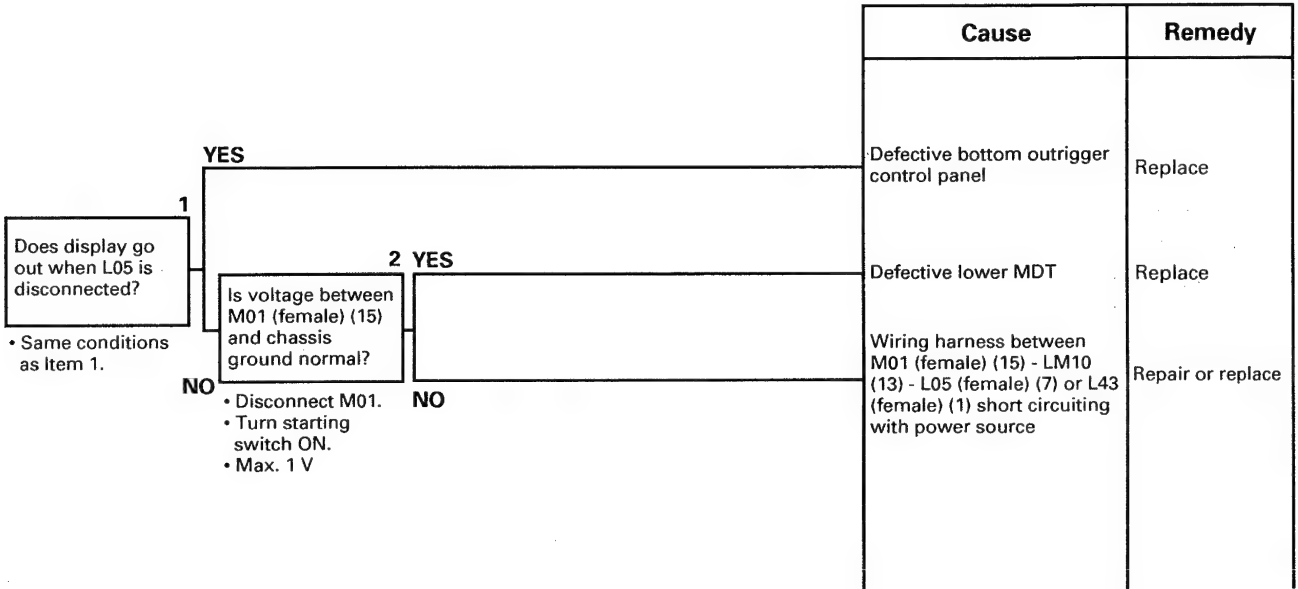 Cause
Remedy
YES
Defective bottom outrigger
control panel
Replace
1
Does display go
out when L05 is
disconnected?
• Same conditions
as Item 1.
2 YES
Defective lower MDT
Replace
Is voltage between
M01 (female) (15)
and chassis
ground normal?
NO
• Disconnect M01.
• Turn starting
switch ON.
• Max. 1 V
NO
Wiring harness between
M01 (female) (15) - LM10
(13) - L05 (female) (7) or L43
(female) (1) short circuiting
with power source
Repair or replace